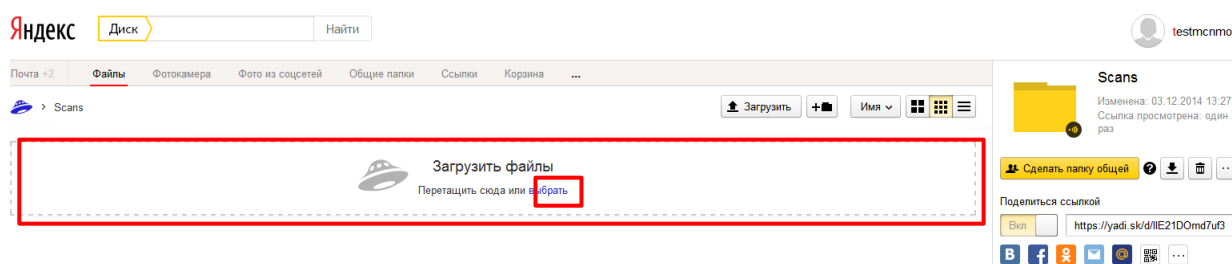 Яндекс Диск Найти testmcnmo
Почта +2 Файлы Фотокамера Фото из соцсетей Общие папки Ссылки Корзина ...
Scans
Изменена: 03.12.2014 13:27
Ссылка просмотрена: один
раз
> Scans Загрузить Имя
Загрузить файлы
Перетащить сюда или выбрать
Сделать папку общей
Поделиться ссылкой
Вкл https://yadi.sk/d/